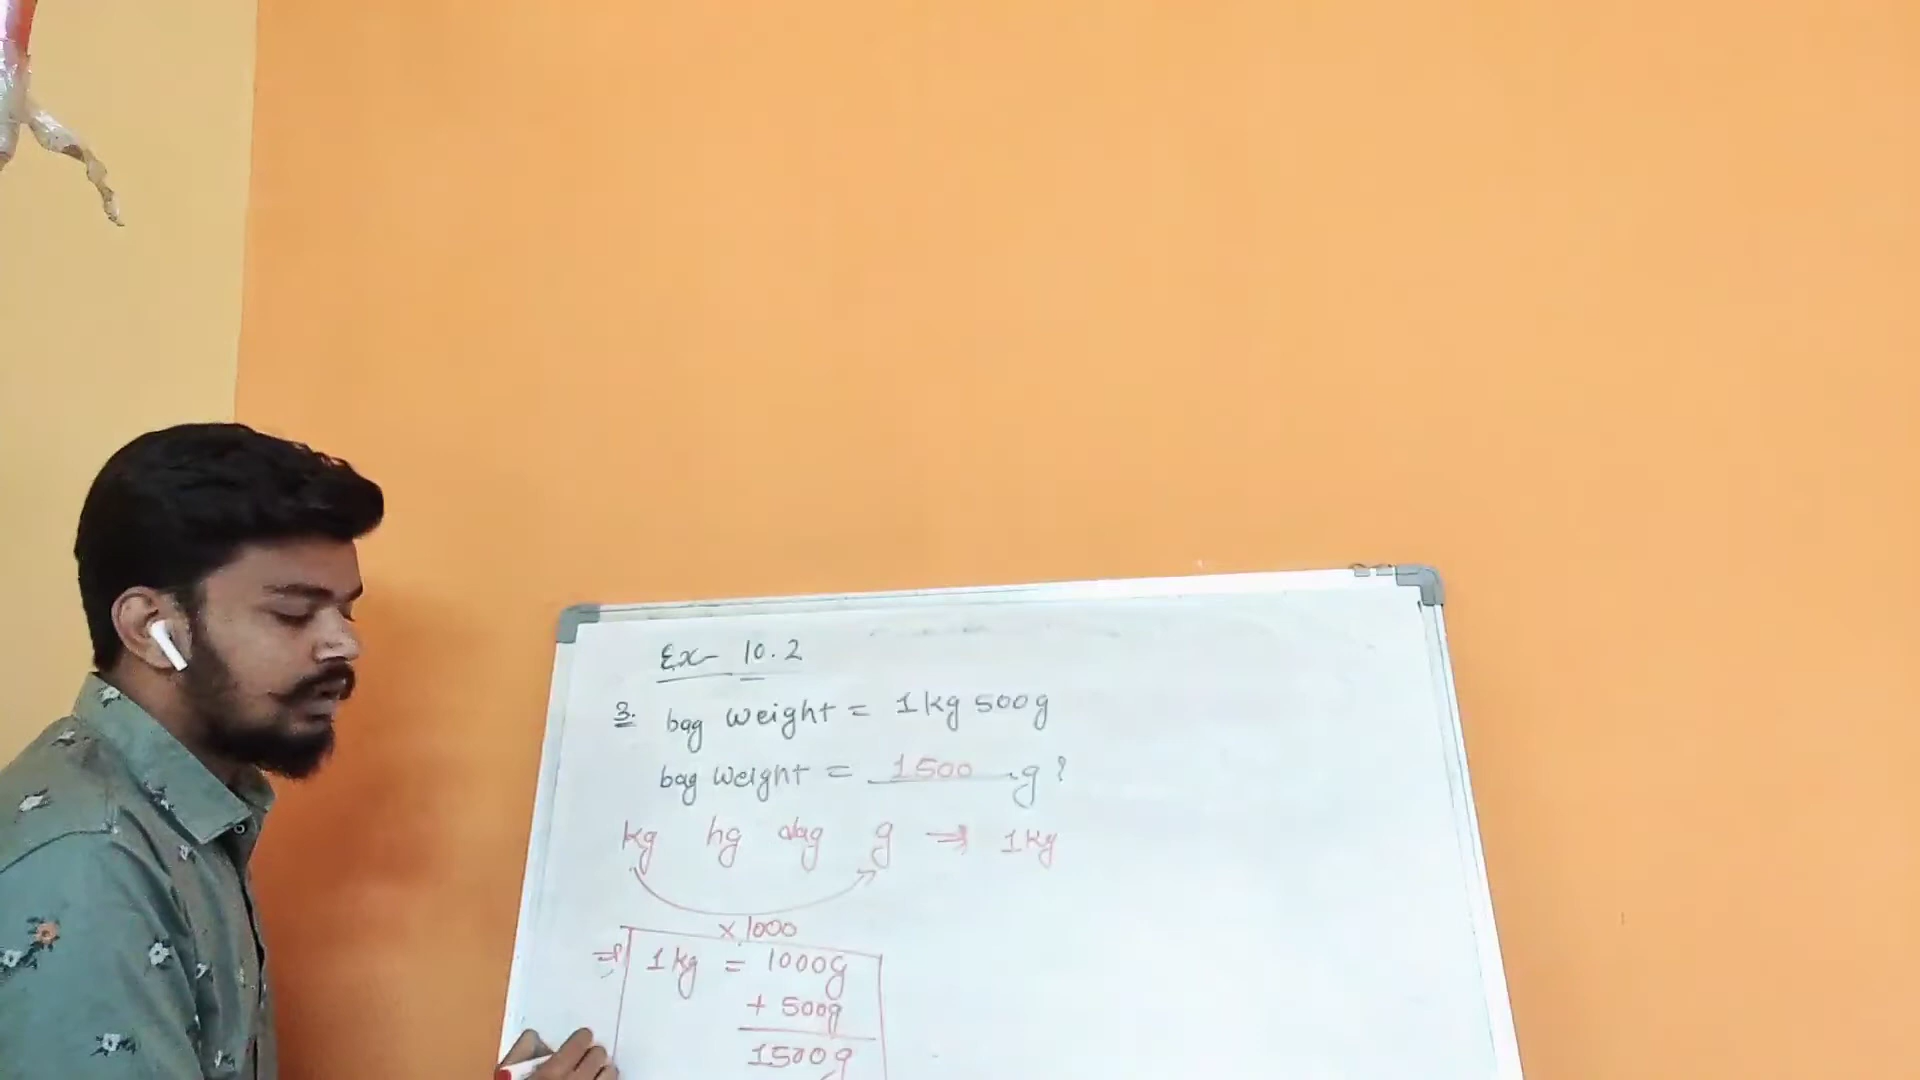 Ex- 10.2
3. bag weight = 1kg 500g
bag weight = 1500 g?
kg hg dag g ⇒ 1kg
x 1000
⇒ 1kg = 1000g
+ 500g
1500g